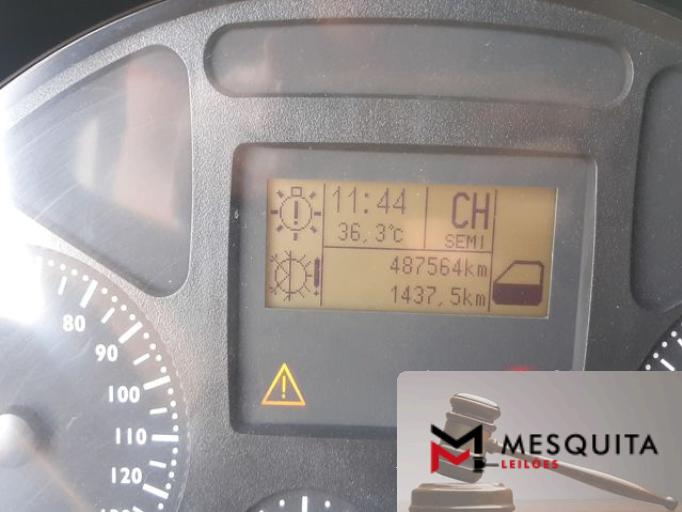 11:44
CH
36,3°c
SEMI
487564km
1437,5km
80
90
100
110
120
MESQUITA
LEILÕES